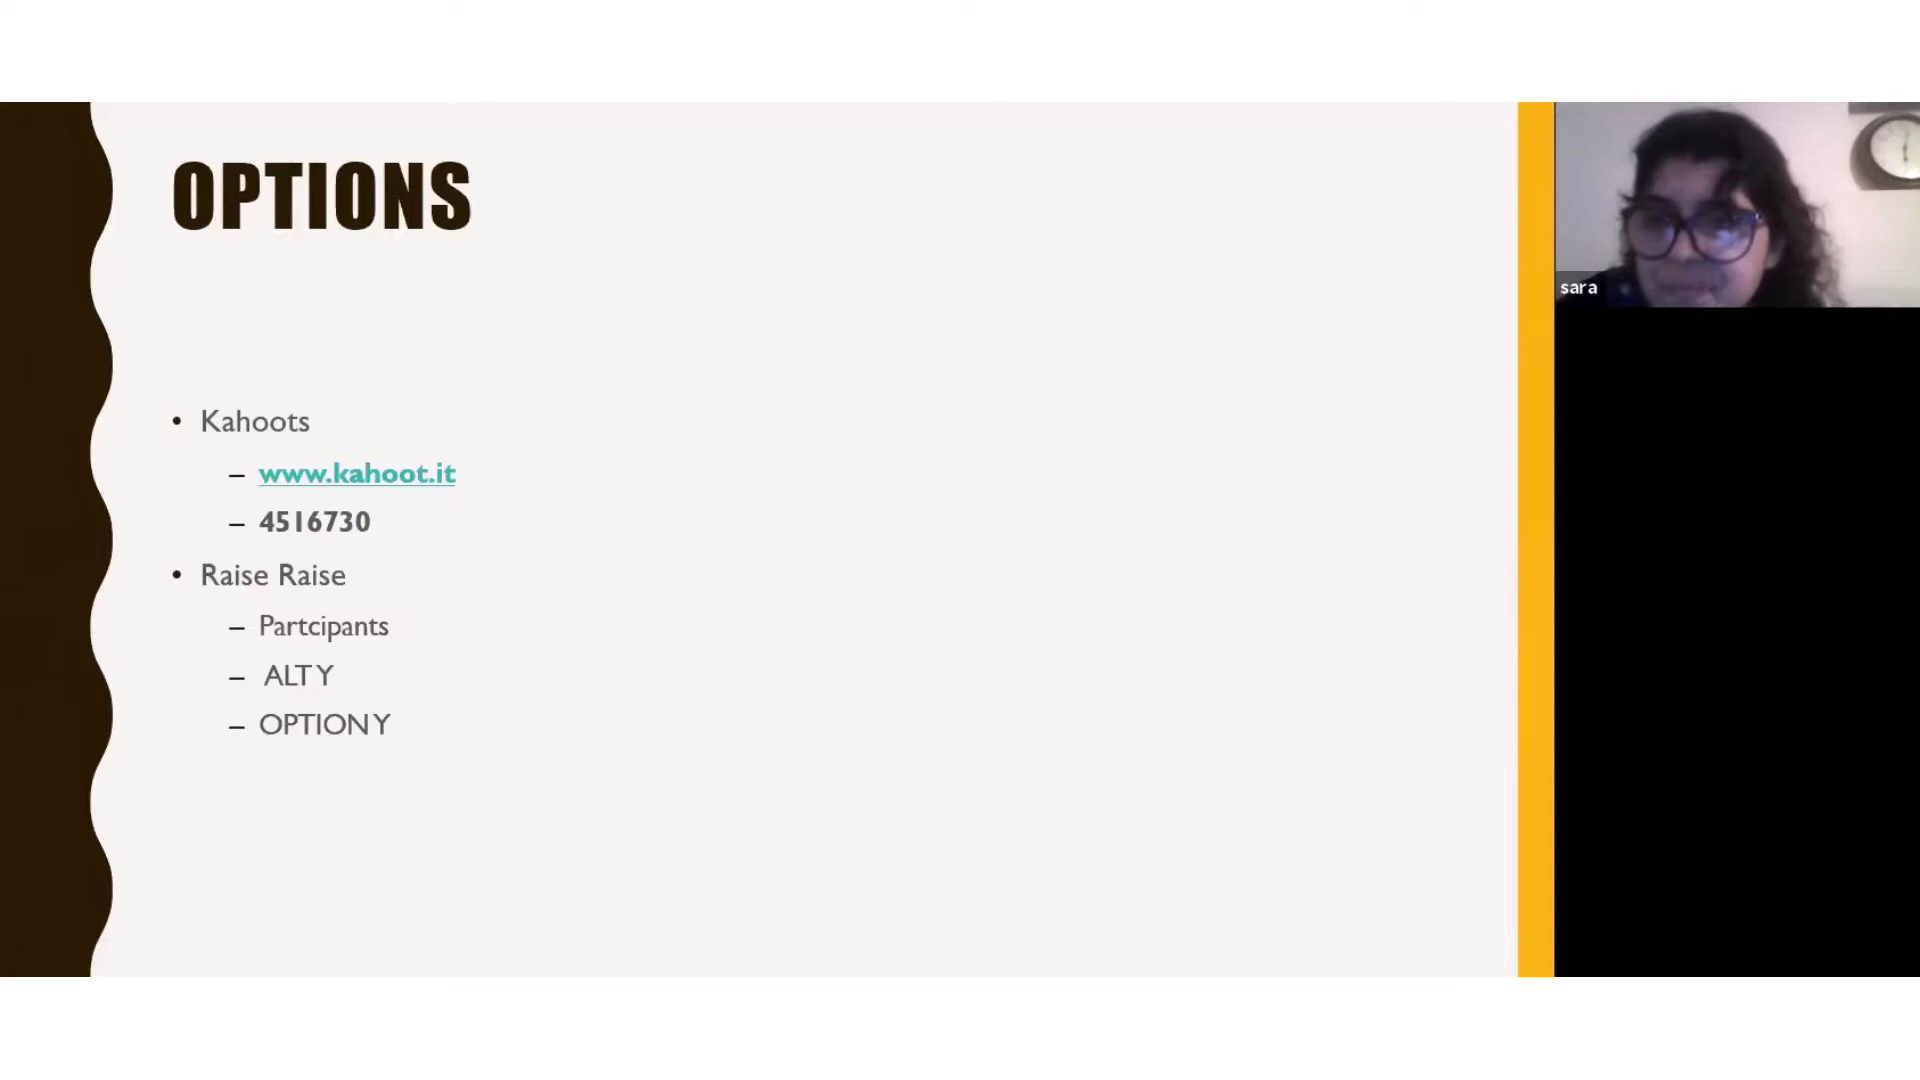 OPTIONS
• Kahoots
– www.kahoot.it
– 4516730
• Raise Raise
– Partcipants
– ALT Y
– OPTION Y
sara